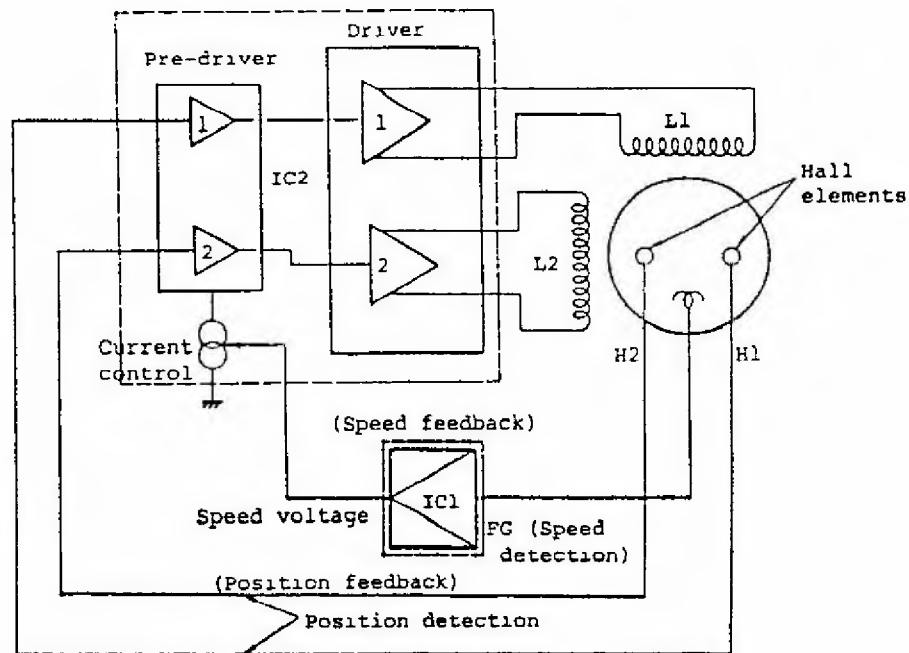 Driver
Pre-driver
1
1
L1
IC2
Hall
elements
2
2
L2
Current
control
H2
H1
(Speed feedback)
IC1
Speed voltage
FG (Speed
detection)
(Position feedback)
Position detection